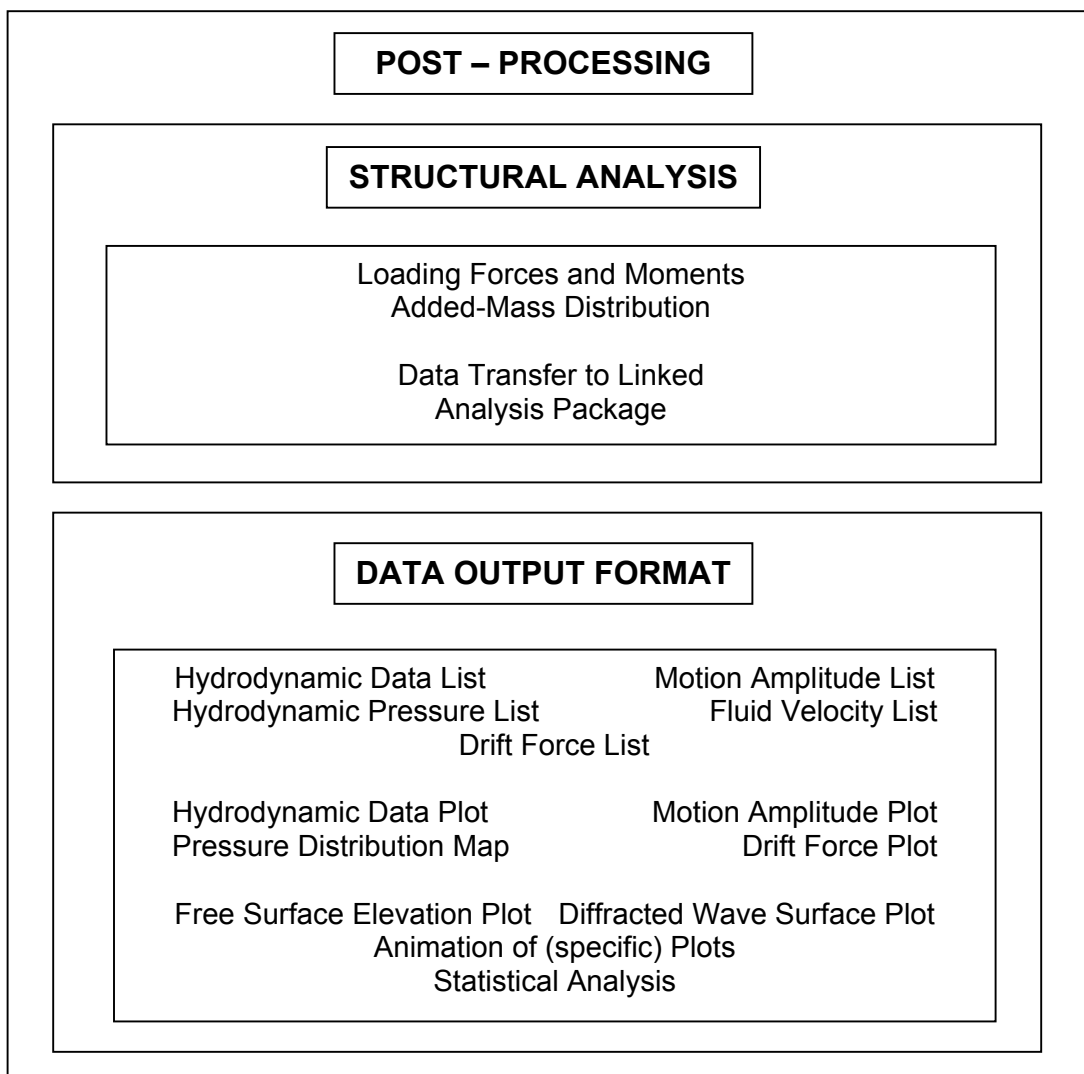 POST – PROCESSING
STRUCTURAL ANALYSIS
Loading Forces and Moments
Added-Mass Distribution
Data Transfer to Linked
Analysis Package
DATA OUTPUT FORMAT
Hydrodynamic Data List Motion Amplitude List
Hydrodynamic Pressure List Fluid Velocity List
Drift Force List
Hydrodynamic Data Plot Motion Amplitude Plot
Pressure Distribution Map Drift Force Plot
Free Surface Elevation Plot Diffracted Wave Surface Plot
Animation of (specific) Plots
Statistical Analysis